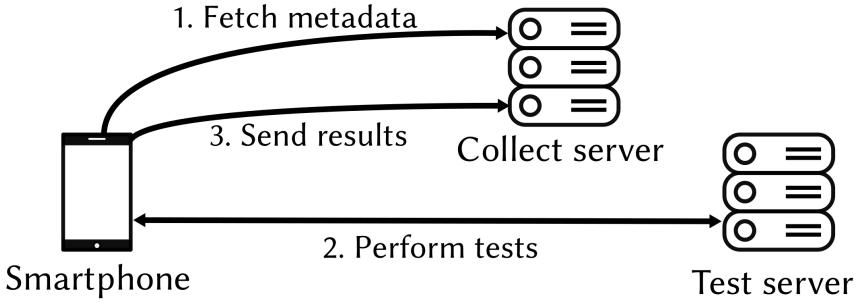 1. Fetch metadata
3. Send results
Collect server
2. Perform tests
Smartphone
Test server